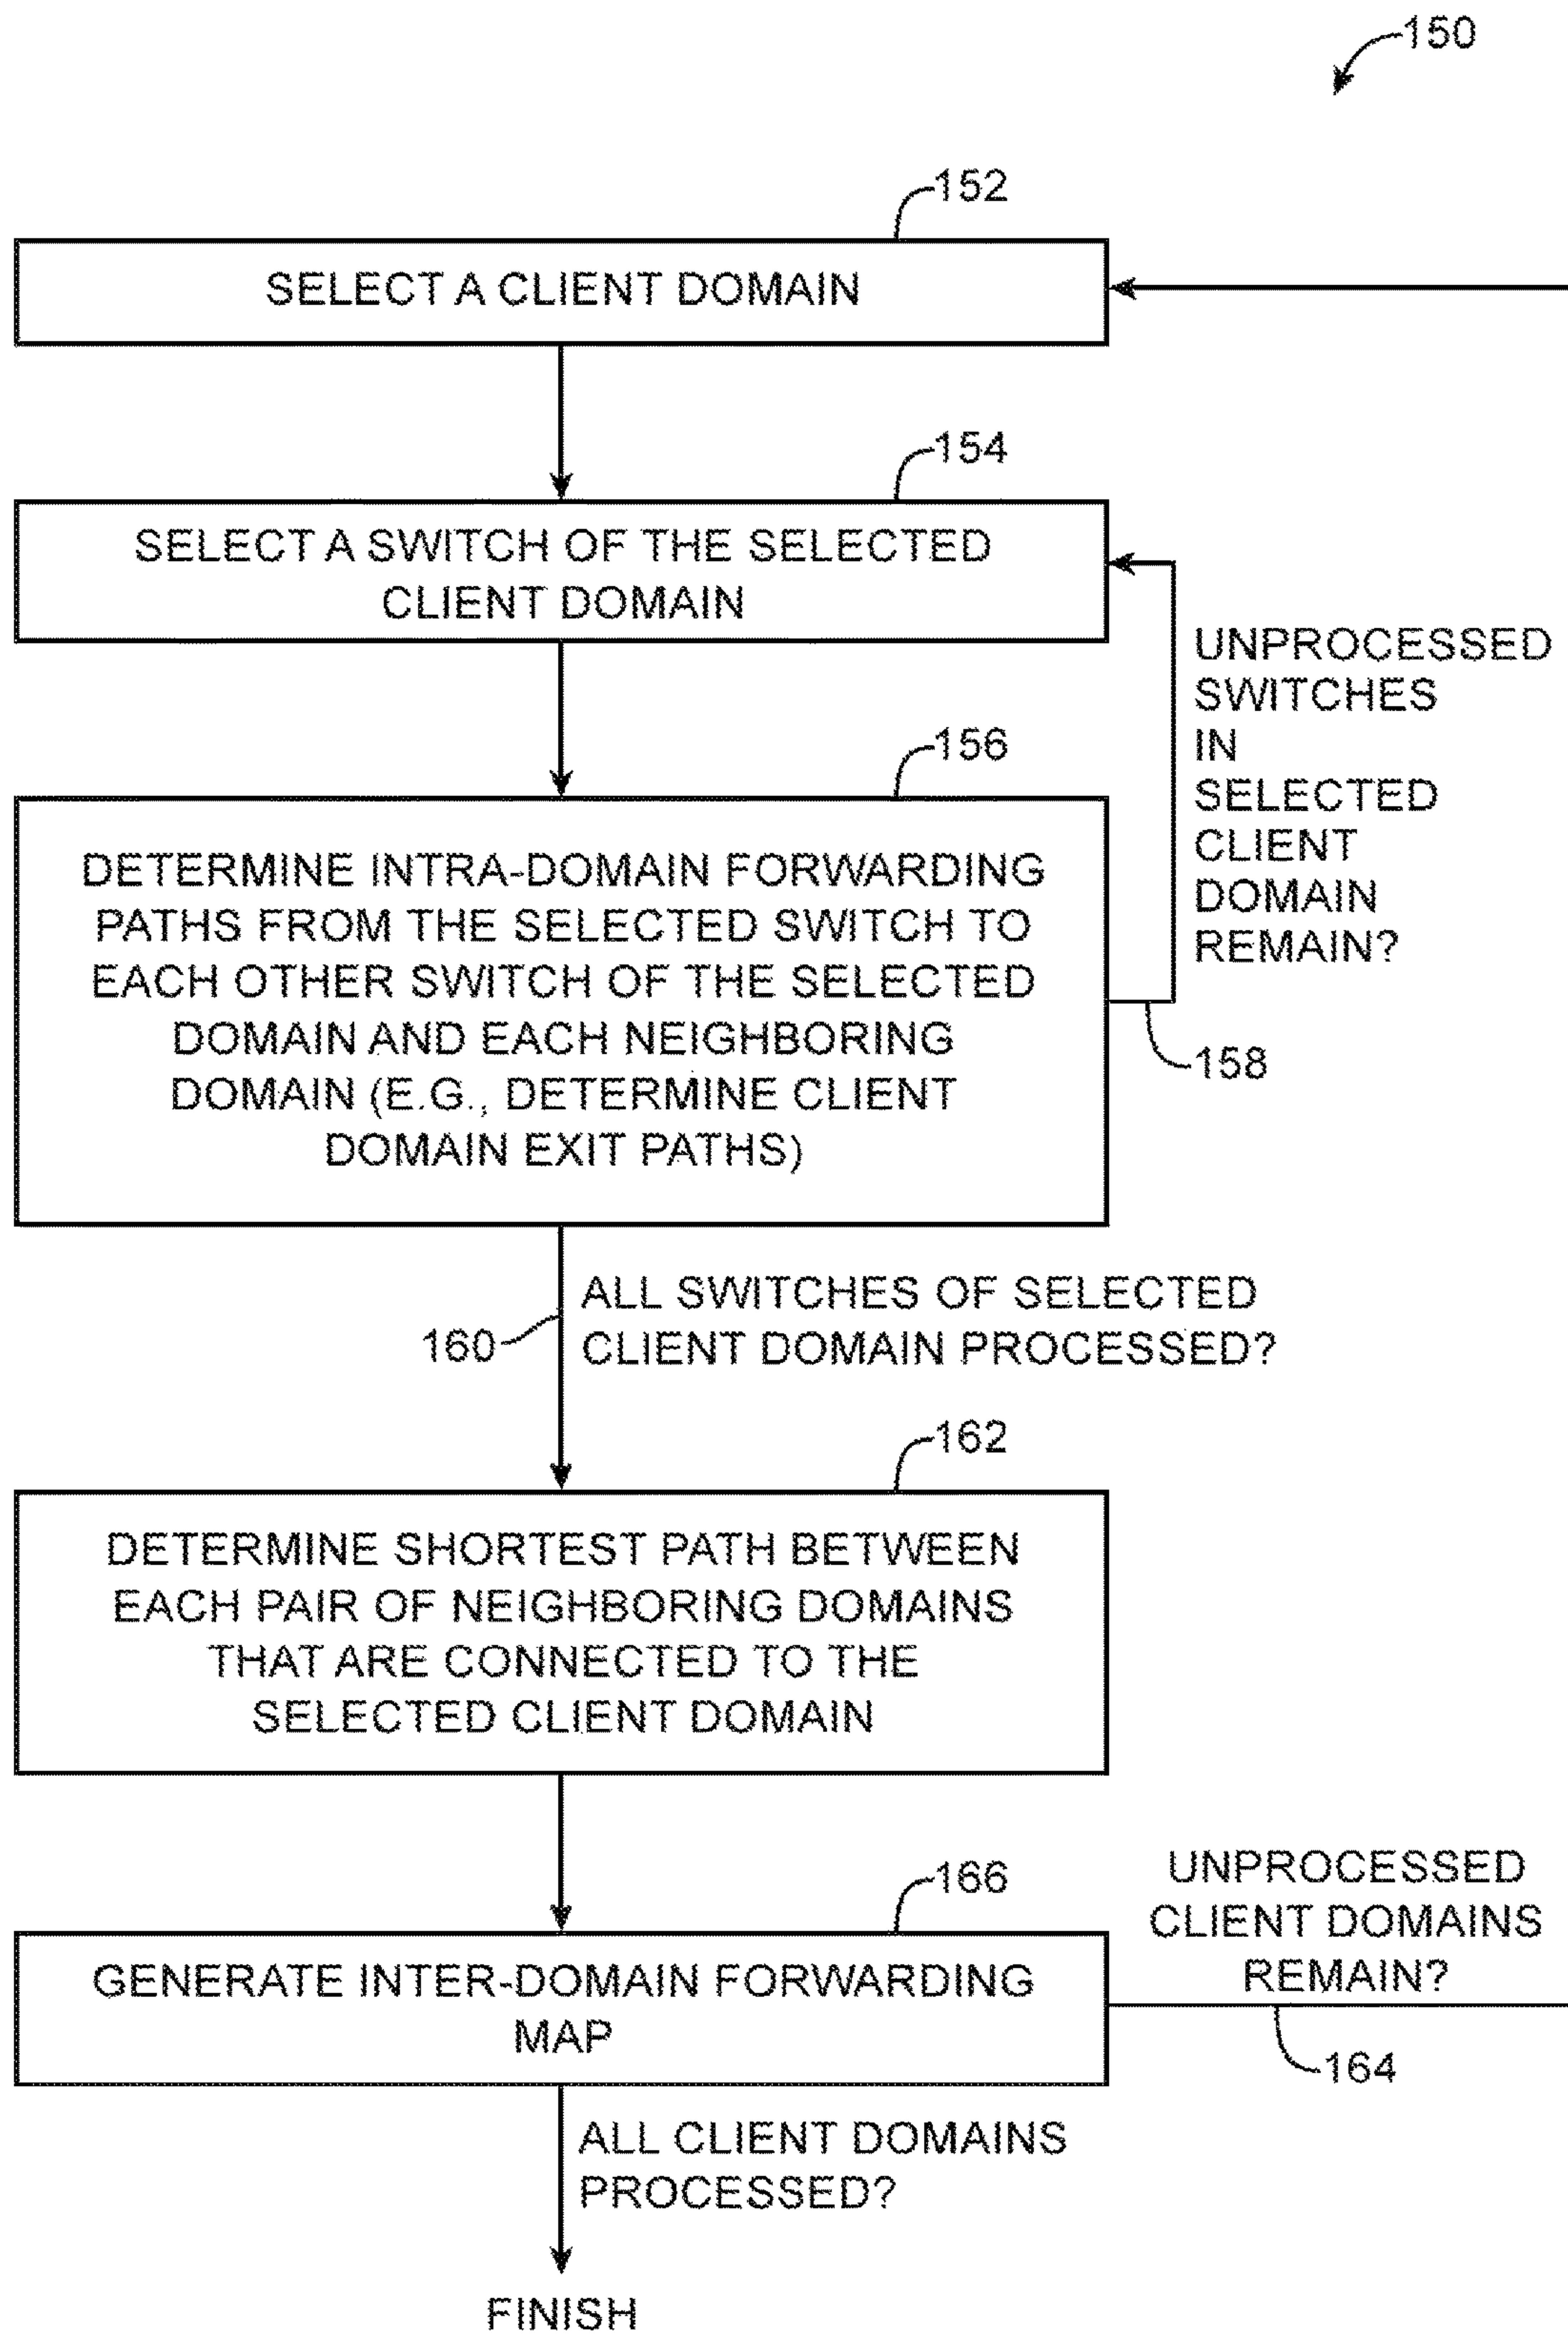 150
152
SELECT A CLIENT DOMAIN
154
SELECT A SWITCH OF THE SELECTED
CLIENT DOMAIN
UNPROCESSED
SWITCHES
IN
SELECTED
CLIENT
DOMAIN
REMAIN?
156
DETERMINE INTRA-DOMAIN FORWARDING
PATHS FROM THE SELECTED SWITCH TO
EACH OTHER SWITCH OF THE SELECTED
DOMAIN AND EACH NEIGHBORING
DOMAIN (E.G., DETERMINE CLIENT
DOMAIN EXIT PATHS)
158
160
ALL SWITCHES OF SELECTED
CLIENT DOMAIN PROCESSED?
162
DETERMINE SHORTEST PATH BETWEEN
EACH PAIR OF NEIGHBORING DOMAINS
THAT ARE CONNECTED TO THE
SELECTED CLIENT DOMAIN
166
GENERATE INTER-DOMAIN FORWARDING
MAP
UNPROCESSED
CLIENT DOMAINS
REMAIN?
164
ALL CLIENT DOMAINS
PROCESSED?
FINISH